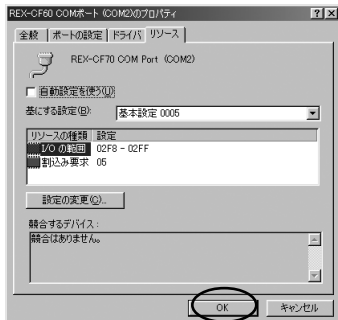 REX-CF60 COMポート (COM2)のプロパティ
全般 ポートの設定 ドライバ リソース
REX-CF70 COM Port (COM2)
自動設定を使う(U)
基にする設定(B): 基本設定 0005
リソースの種類 設定
I/O の範囲 02F8 - 02FF
割込み要求 05
設定の変更(C)...
競合するデバイス:
競合はありません。
OK キャンセル